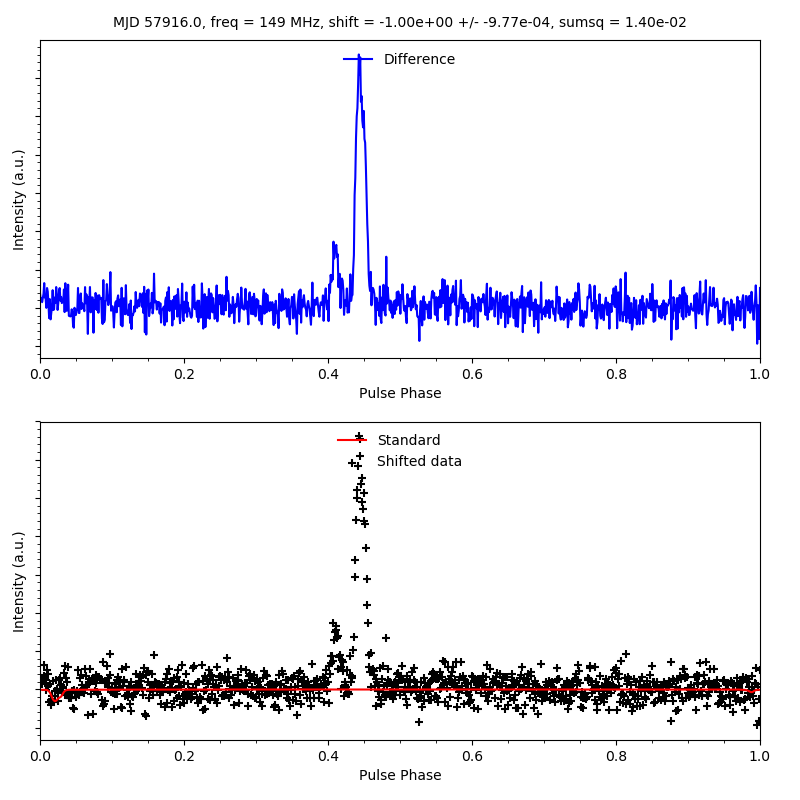 MJD 57916.0, freq = 149 MHz, shift = -1.00e+00 +/- -9.77e-04, sumsq = 1.40e-02
Difference
Intensity (a.u.)
0.0 0.2 0.4 0.6 0.8 1.0
Pulse Phase
Standard
Shifted data
Intensity (a.u.)
0.0 0.2 0.4 0.6 0.8 1.0
Pulse Phase